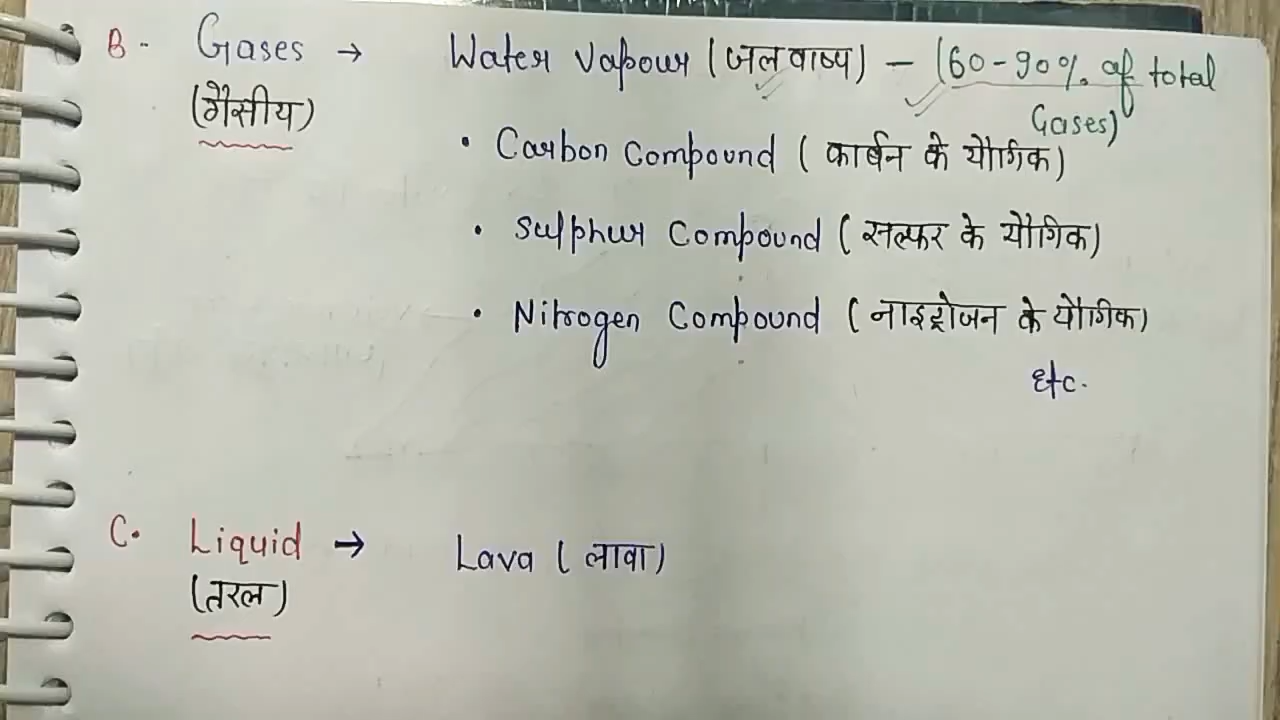 B- Gases → Water Vapour (जल वाष्प) - (60-90% of total
(गैसीय) Gases)
• Carbon Compound (कार्बन के यौगिक)
• Sulphur Compound (सल्फर के यौगिक)
• Nitrogen Compound (नाइट्रोजन के यौगिक)
etc.
C. Liquid → Lava (लावा)
(तरल)